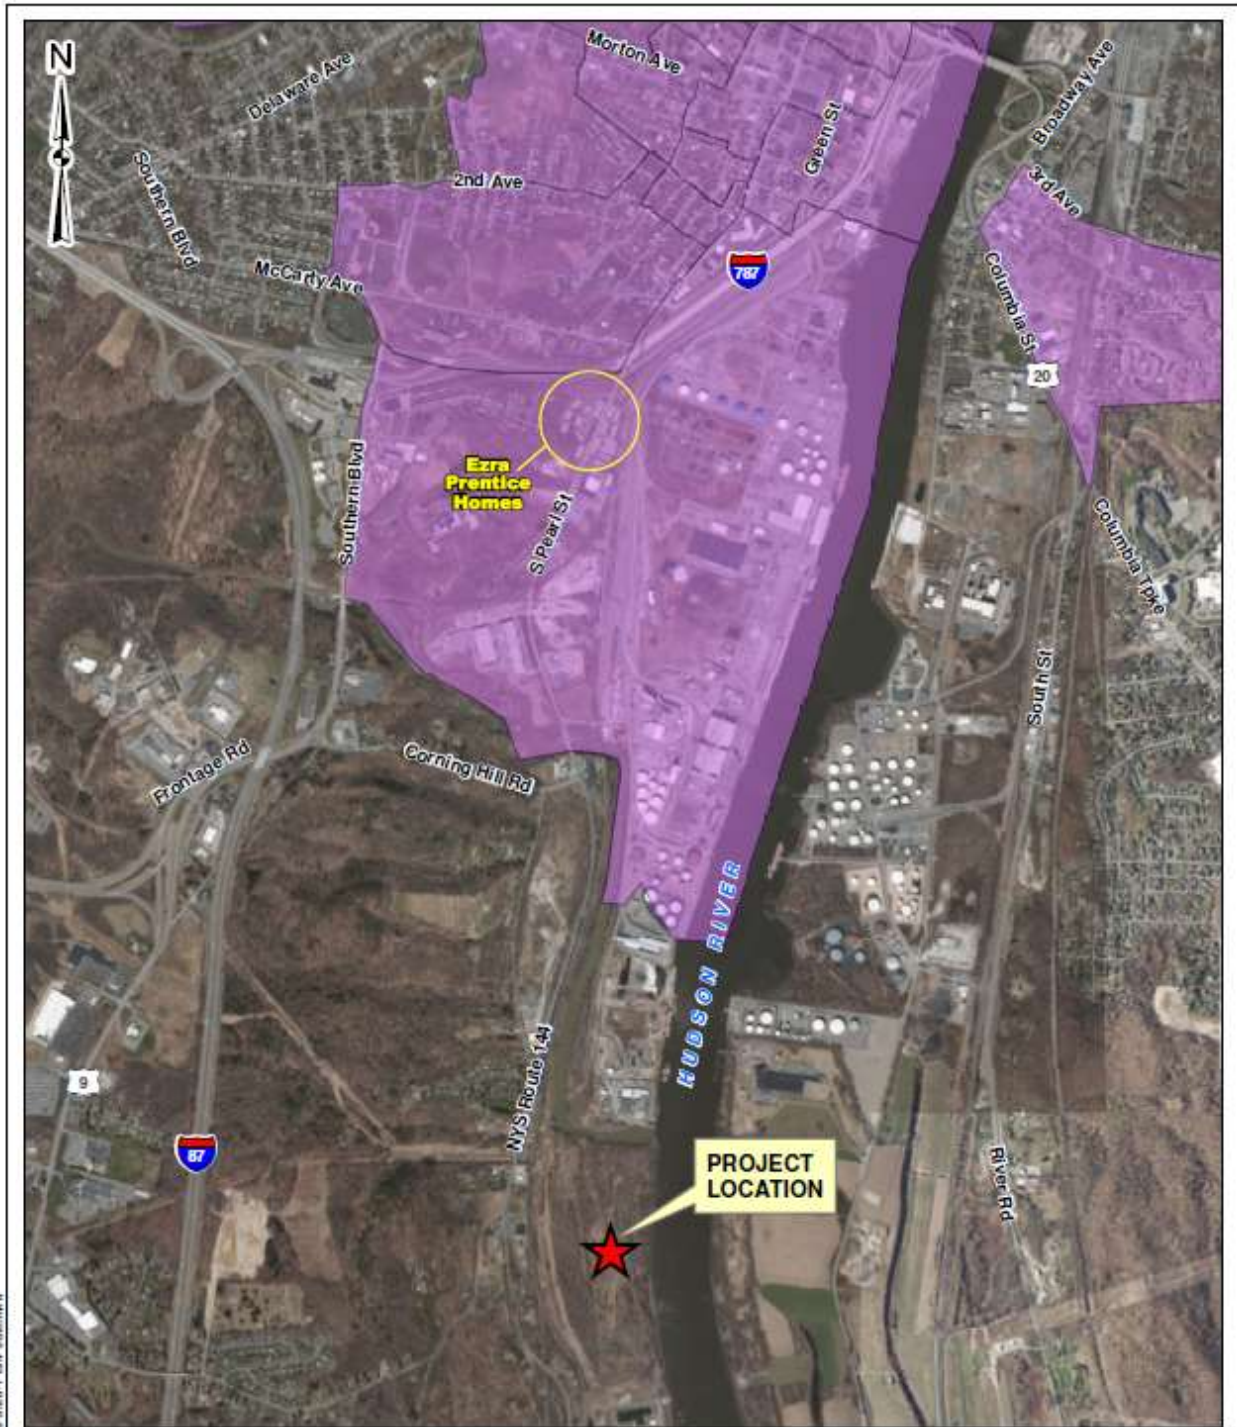 N
Morton Ave
Delaware Ave
Broadway Ave
Green St
Southern Blvd
2nd Ave
3rd Ave
McCarty Ave
787
Columbia St
20
Ezra
Prentice
Homes
Southern Blvd
S Pearl St
Columbia Tpke
South St
Frontage Rd
Corning Hill Rd
HUDSON RIVER
NYS Route 144
9
87
PROJECT
LOCATION
River Rd